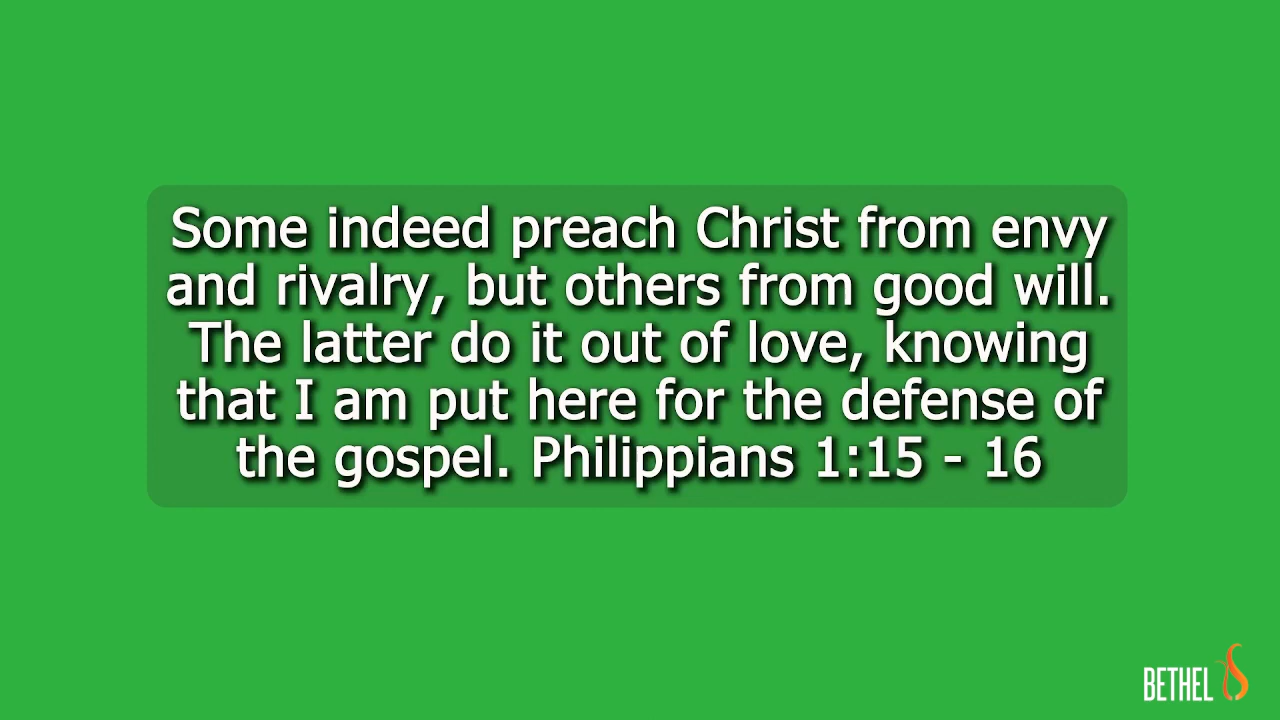 Some indeed preach Christ from envy
and rivalry, but others from good will.
The latter do it out of love, knowing
that I am put here for the defense of
the gospel. Philippians 1:15 - 16
BETHEL